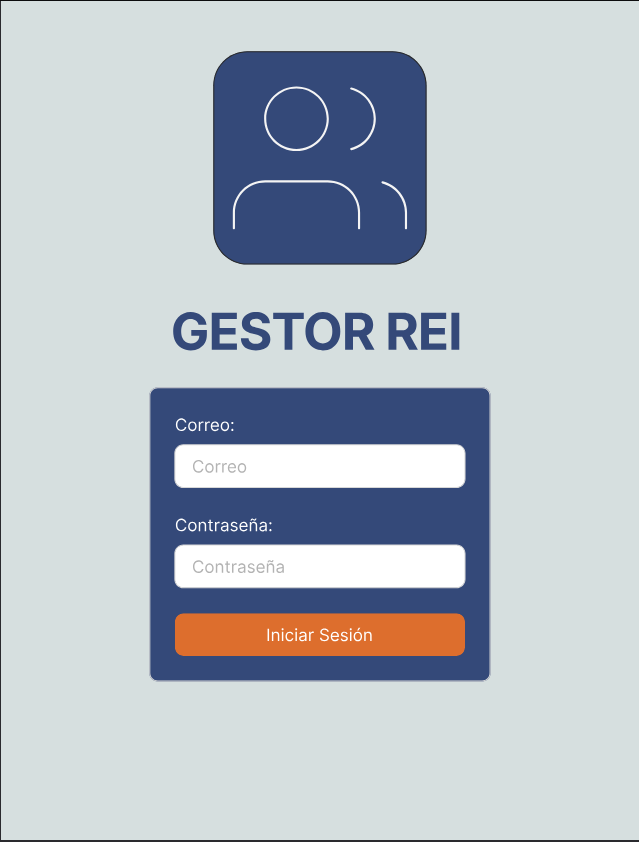 GESTOR REI
Correo:
Correo
Contraseña:
Contraseña
Iniciar Sesión